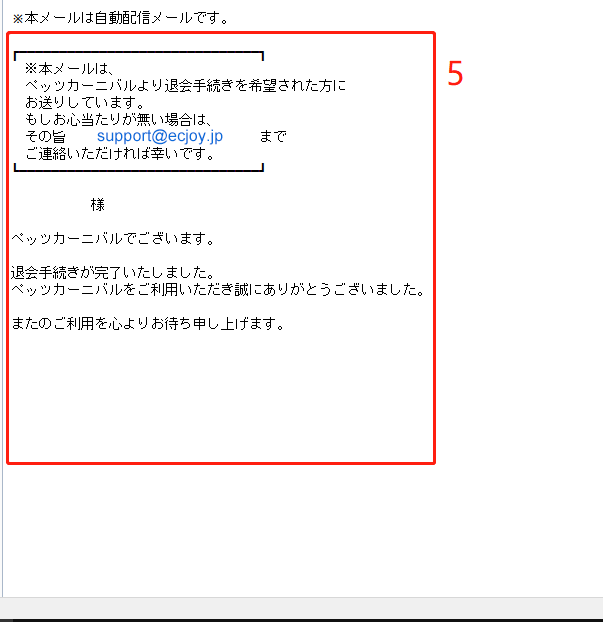 ※本メールは自動配信メールです。
5
※本メールは、
ペッツカーニバルより退会手続きを希望された方に
お送りしています。
もしお心当たりが無い場合は、
その旨 support@ecjoy.jp まで
ご連絡いただければ幸いです。
様
ペッツカーニバルでございます。
退会手続きが完了いたしました。
ペッツカーニバルをご利用いただき誠にありがとうございました。
またのご利用を心よりお待ち申し上げます。